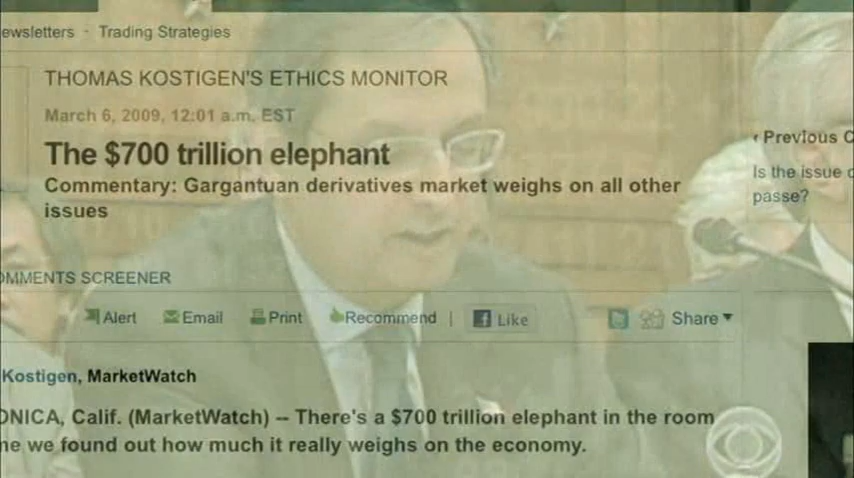 ewsletters · Trading Strategies
THOMAS KOSTIGEN'S ETHICS MONITOR
March 6, 2009, 12:01 a.m. EST
The $700 trillion elephant
Commentary: Gargantuan derivatives market weighs on all other
issues
‹ Previous C
Is the issue
passe?
OMMENTS SCREENER
Alert Email Print Recommend | Like Share
Kostigen, MarketWatch
ONICA, Calif. (MarketWatch) -- There's a $700 trillion elephant in the room
me we found out how much it really weighs on the economy.